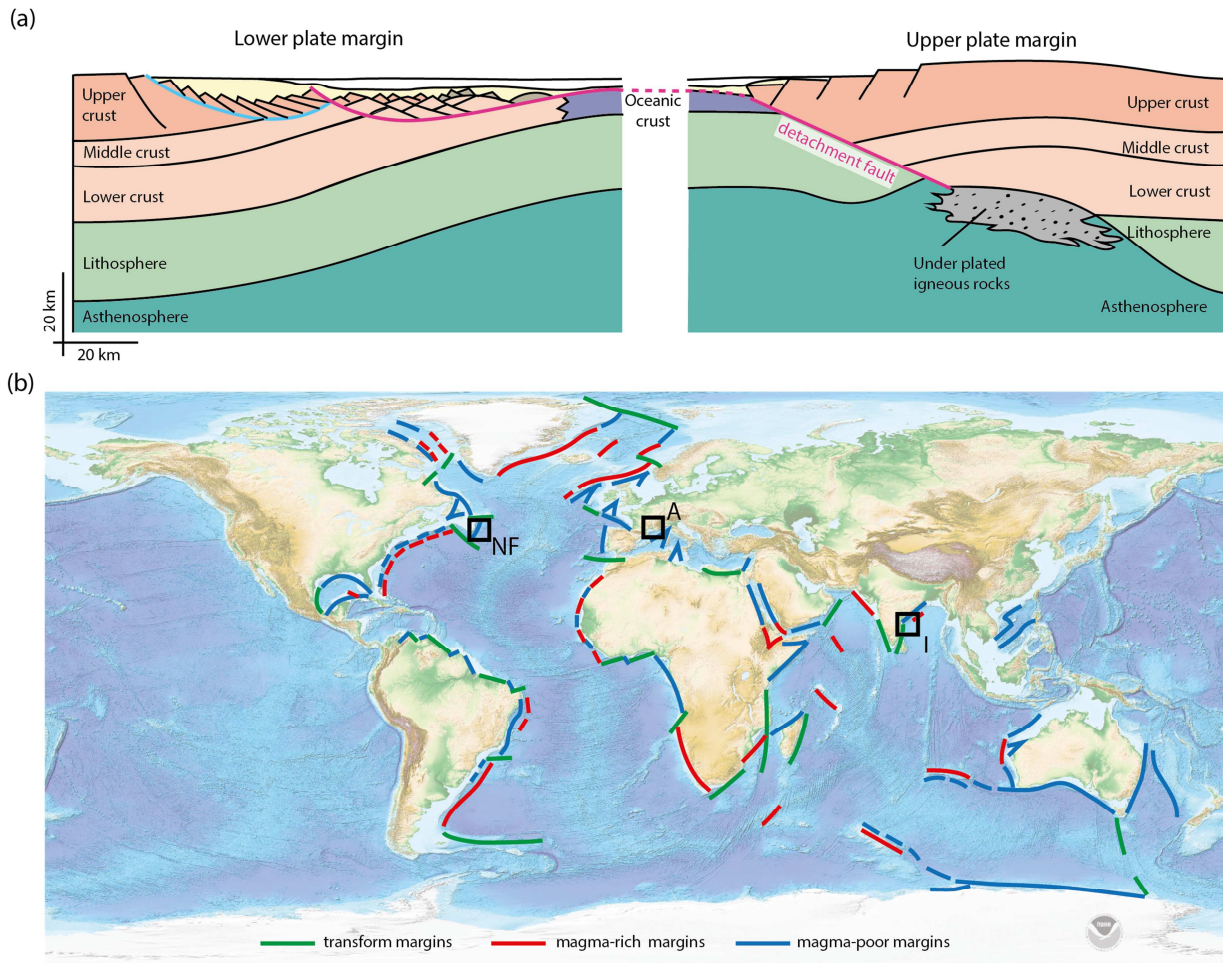 (a)
Lower plate margin
Upper plate margin
Upper
crust
Middle crust
Lower crust
Lithosphere
Asthenosphere
20 km
20 km
Oceanic
crust
detachment fault
Under plated
igneous rocks
Upper crust
Middle crust
Lower crust
Lithosphere
Asthenosphere
(b)
NF
A
I
transform margins
magma-rich margins
magma-poor margins